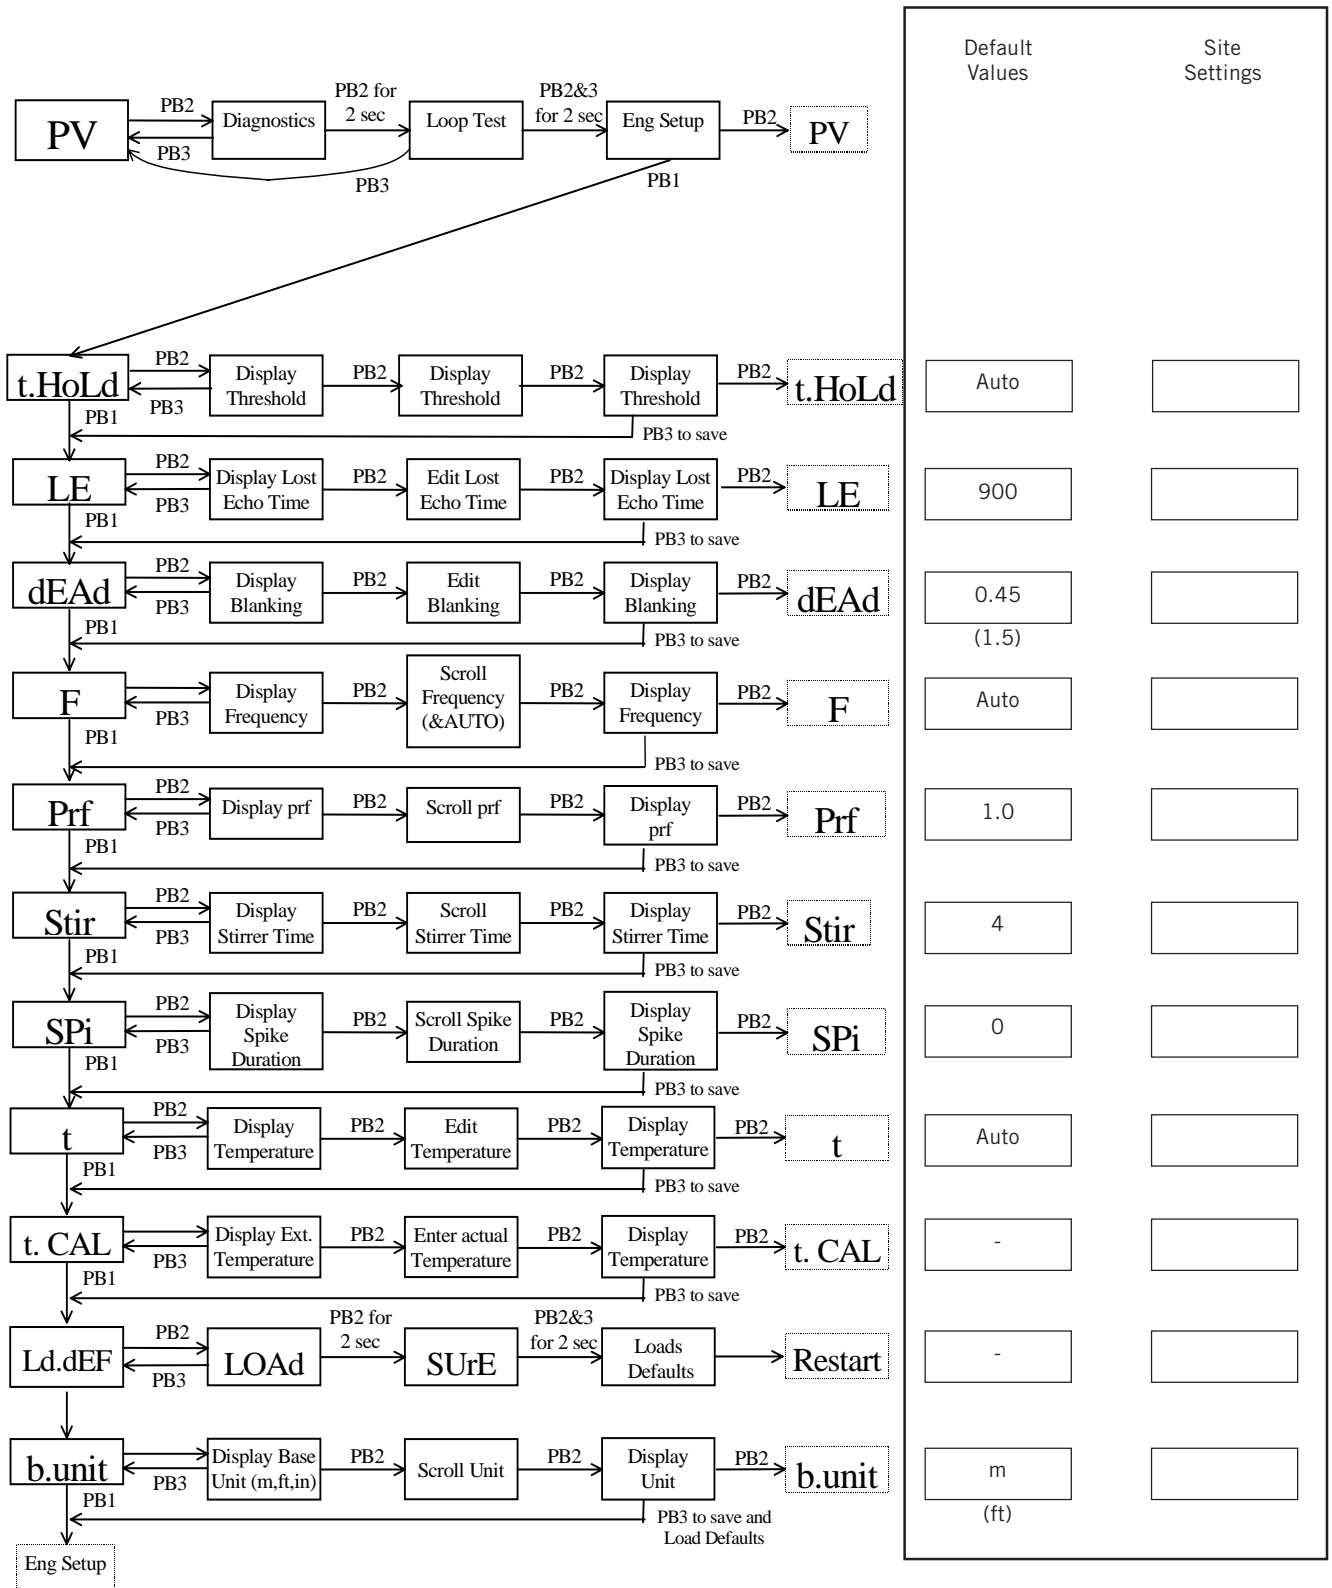 Default
Values
Site
Settings
PV
PB2
PB3
Diagnostics
PB2 for
2 sec
Loop Test
PB3
PB2&3
for 2 sec
Eng Setup
PB1
PB2
PV
t.HoLd
PB2
PB3
Display
Threshold
PB2
Display
Threshold
PB2
Display
Threshold
PB2
t.HoLd
Auto
PB1
PB3 to save
LE
PB2
PB3
Display Lost
Echo Time
PB2
Edit Lost
Echo Time
PB2
Display Lost
Echo Time
PB2
LE
900
PB1
PB3 to save
dEAd
PB2
PB3
Display
Blanking
PB2
Edit
Blanking
PB2
Display
Blanking
PB2
dEAd
0.45
(1.5)
PB1
PB3 to save
F
PB3
Display
Frequency
PB2
Scroll
Frequency
(&AUTO)
PB2
Display
Frequency
PB2
F
Auto
PB1
PB3 to save
Prf
PB2
PB3
Display prf
PB2
Scroll prf
PB2
Display
prf
PB2
Prf
1.0
PB1
PB3 to save
Stir
PB2
PB3
Display
Stirrer Time
PB2
Scroll
Stirrer Time
PB2
Display
Stirrer Time
PB2
Stir
4
PB1
PB3 to save
SPi
PB2
PB3
Display
Spike
Duration
PB2
Scroll Spike
Duration
PB2
Display
Spike
Duration
PB2
SPi
0
PB1
PB3 to save
t
PB2
PB3
Display
Temperature
PB2
Edit
Temperature
PB2
Display
Temperature
PB2
t
Auto
PB1
PB3 to save
t. CAL
PB3
Display Ext.
Temperature
PB2
Enter actual
Temperature
PB2
Display
Temperature
PB2
t. CAL
-
PB1
PB3 to save
Ld.dEF
PB2
PB3
LOAd
PB2 for
2 sec
SUrE
PB2&3
for 2 sec
Loads
Defaults
Restart
-
b.unit
PB3
Display Base
Unit (m,ft,in)
PB2
Scroll Unit
PB2
Display
Unit
PB2
b.unit
m
(ft)
PB1
PB3 to save and
Load Defaults
Eng Setup